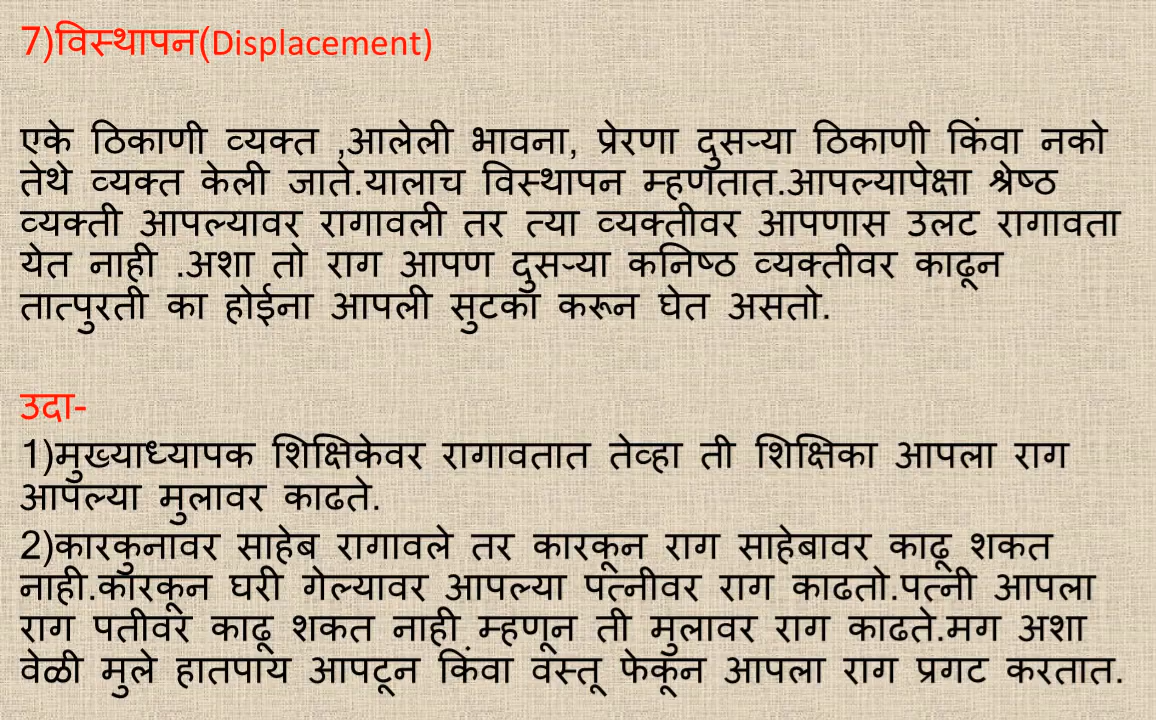 7)विस्थापन(Displacement)
एके ठिकाणी व्यक्त ,आलेली भावना, प्रेरणा दुसऱ्या ठिकाणी किंवा नको
तेथे व्यक्त केली जाते.यालाच विस्थापन म्हणतात.आपल्यापेक्षा श्रेष्ठ
व्यक्ती आपल्यावर रागावली तर त्या व्यक्तीवर आपणास उलट रागावता
येत नाही .अशा तो राग आपण दुसऱ्या कनिष्ठ व्यक्तीवर काढून
तात्पुरती का होईना आपली सुटका करून घेत असतो.
उदा-
1)मुख्याध्यापक शिक्षिकेवर रागावतात तेव्हा ती शिक्षिका आपला राग
आपल्या मुलावर काढते.
2)कारकुनावर साहेब रागावले तर कारकून राग साहेबावर काढू शकत
नाही.कारकून घरी गेल्यावर आपल्या पत्नीवर राग काढतो.पत्नी आपला
राग पतीवर काढू शकत नाही म्हणून ती मुलावर राग काढते.मग अशा
वेळी मुले हातपाय आपटून किंवा वस्तू फेकून आपला राग प्रगट करतात.